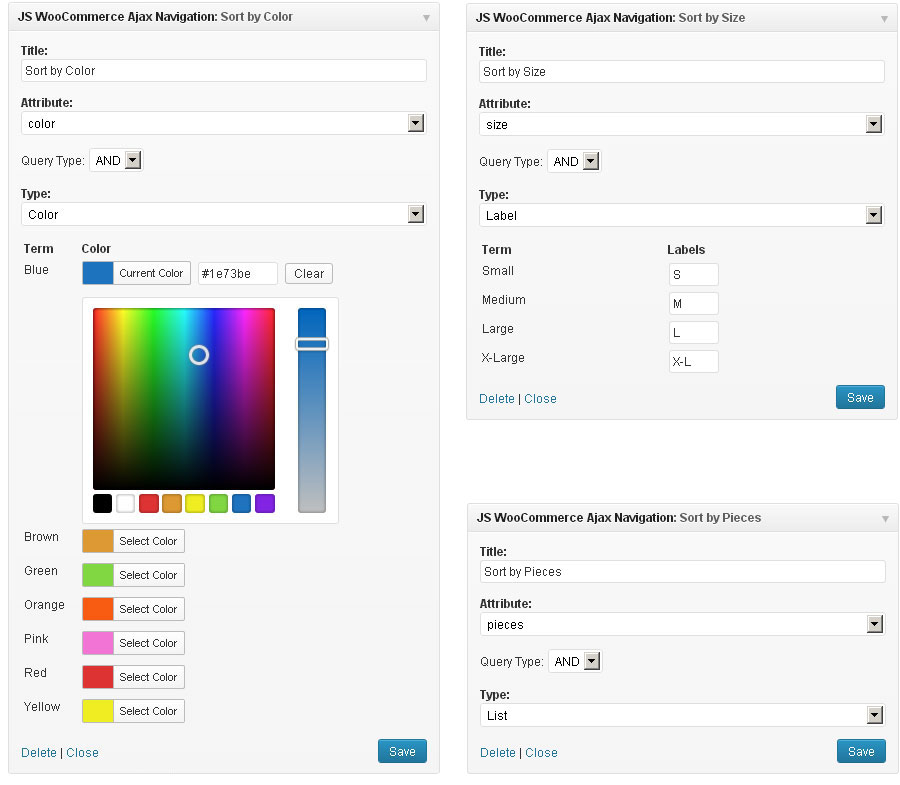 JS WooCommerce Ajax Navigation: Sort by Color
Title:
Sort by Color
Attribute:
color
Query Type: AND
Type:
Color
Term Color
Blue Current Color #1e73be Clear
Brown Select Color
Green Select Color
Orange Select Color
Pink Select Color
Red Select Color
Yellow Select Color
Delete | Close Save
JS WooCommerce Ajax Navigation: Sort by Size
Title:
Sort by Size
Attribute:
size
Query Type: AND
Type:
Label
Term Labels
Small S
Medium M
Large L
X-Large X-L
Delete | Close Save
JS WooCommerce Ajax Navigation: Sort by Pieces
Title:
Sort by Pieces
Attribute:
pieces
Query Type: AND
Type:
List
Delete | Close Save